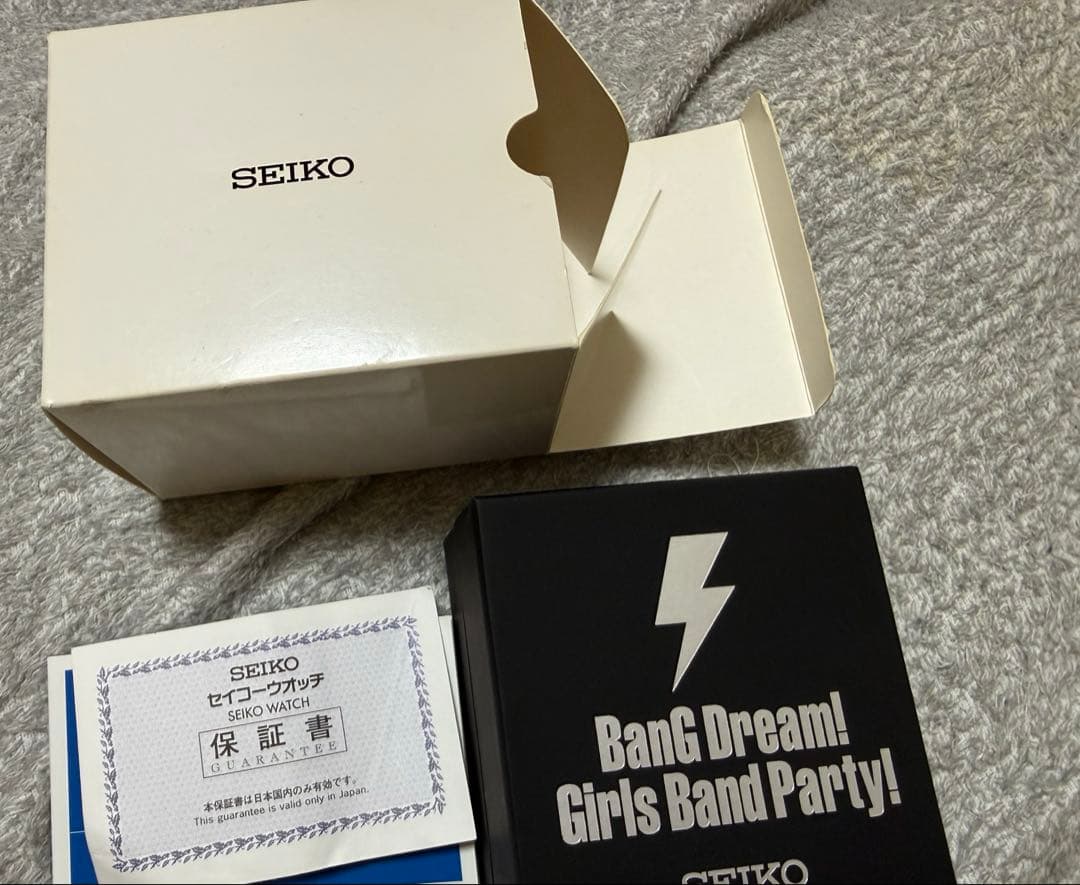 SEIKO
SEIKO
セイコーウオッチ
SEIKO WATCH
保証書
GUARANTEE
本保証書は日本国内のみ有効です。
This guarantee is valid only in Japan.
BanG Dream!
Girls Band Party!
SEIKO